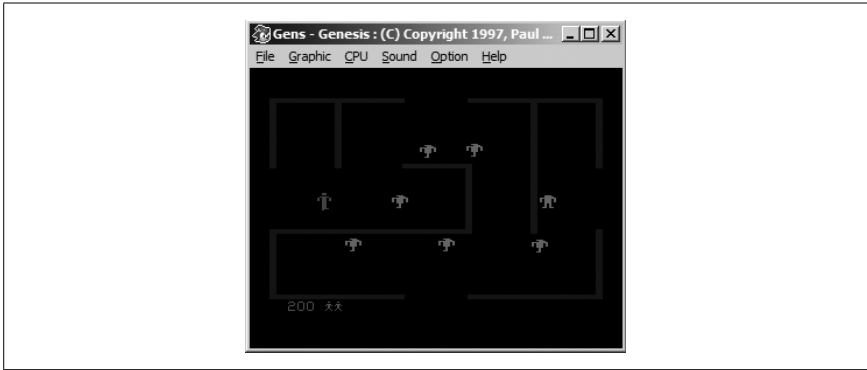 Gens - Genesis : (C) Copyright 1997, Paul ...
File Graphic CPU Sound Option Help
200